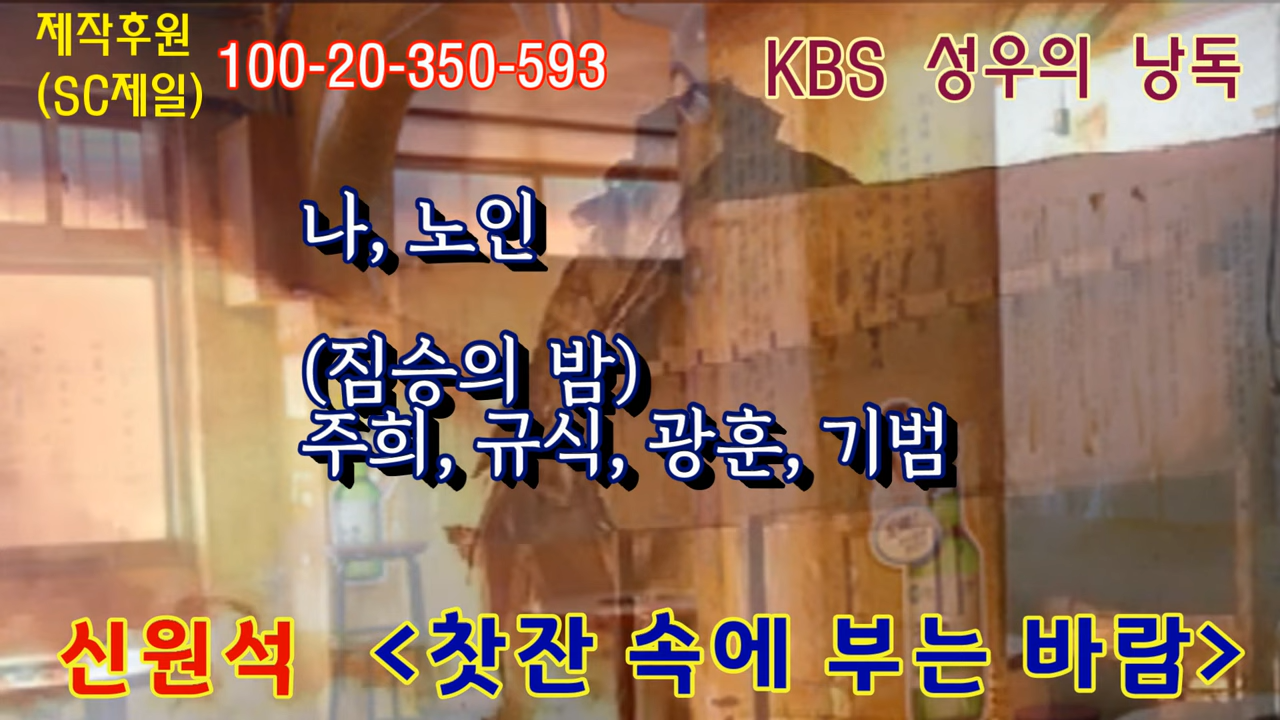 제작후원
(SC제일)
100-20-350-593
KBS 성우의 낭독
나, 노인
(짐승의 밤)
주희, 규식, 광훈, 기범
신원석 <찻잔 속에 부는 바람>